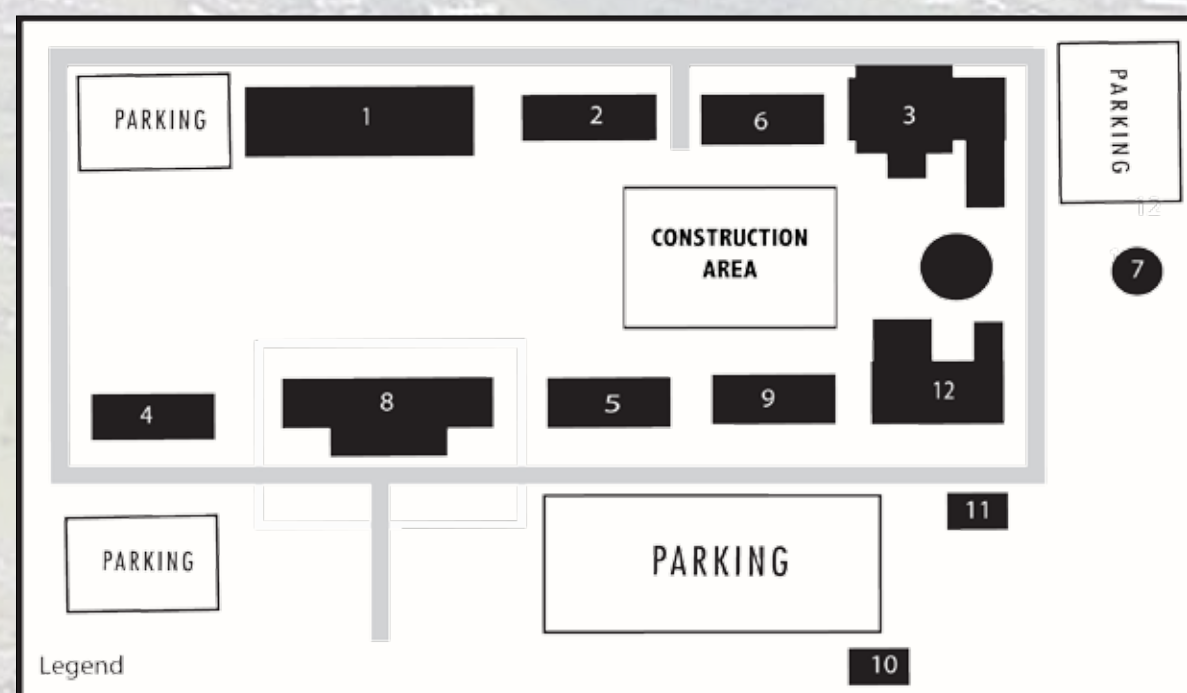 PARKING
1
2
6
3
PARKING
12
CONSTRUCTION
AREA
7
4
8
5
9
12
11
PARKING
PARKING
Legend
10